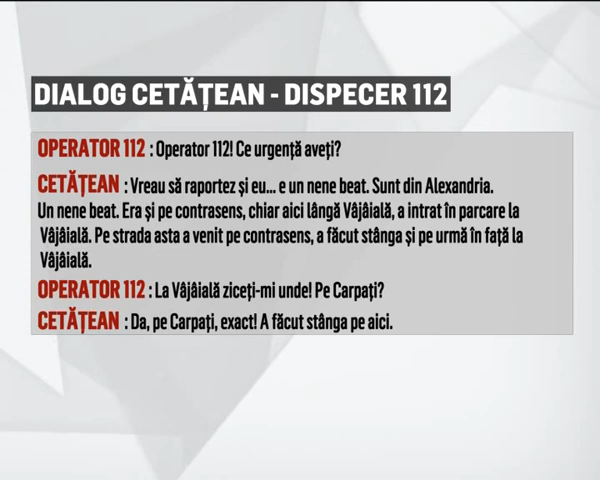 DIALOG CETĂȚEAN - DISPECER 112
OPERATOR 112 : Operator 112! Ce urgență aveți?
CETĂȚEAN : Vreau să raportez și eu... e un nene beat. Sunt din Alexandria.
Un nene beat. Era și pe contrasens, chiar aici lângă Vâjâială, a intrat în parcare la
Vâjâială. Pe strada asta a venit pe contrasens, a făcut stânga și pe urmă în față la
Vâjâială.
OPERATOR 112 : La Vâjâială ziceți-mi unde! Pe Carpați?
CETĂȚEAN : Da, pe Carpați, exact! A făcut stânga pe aici.